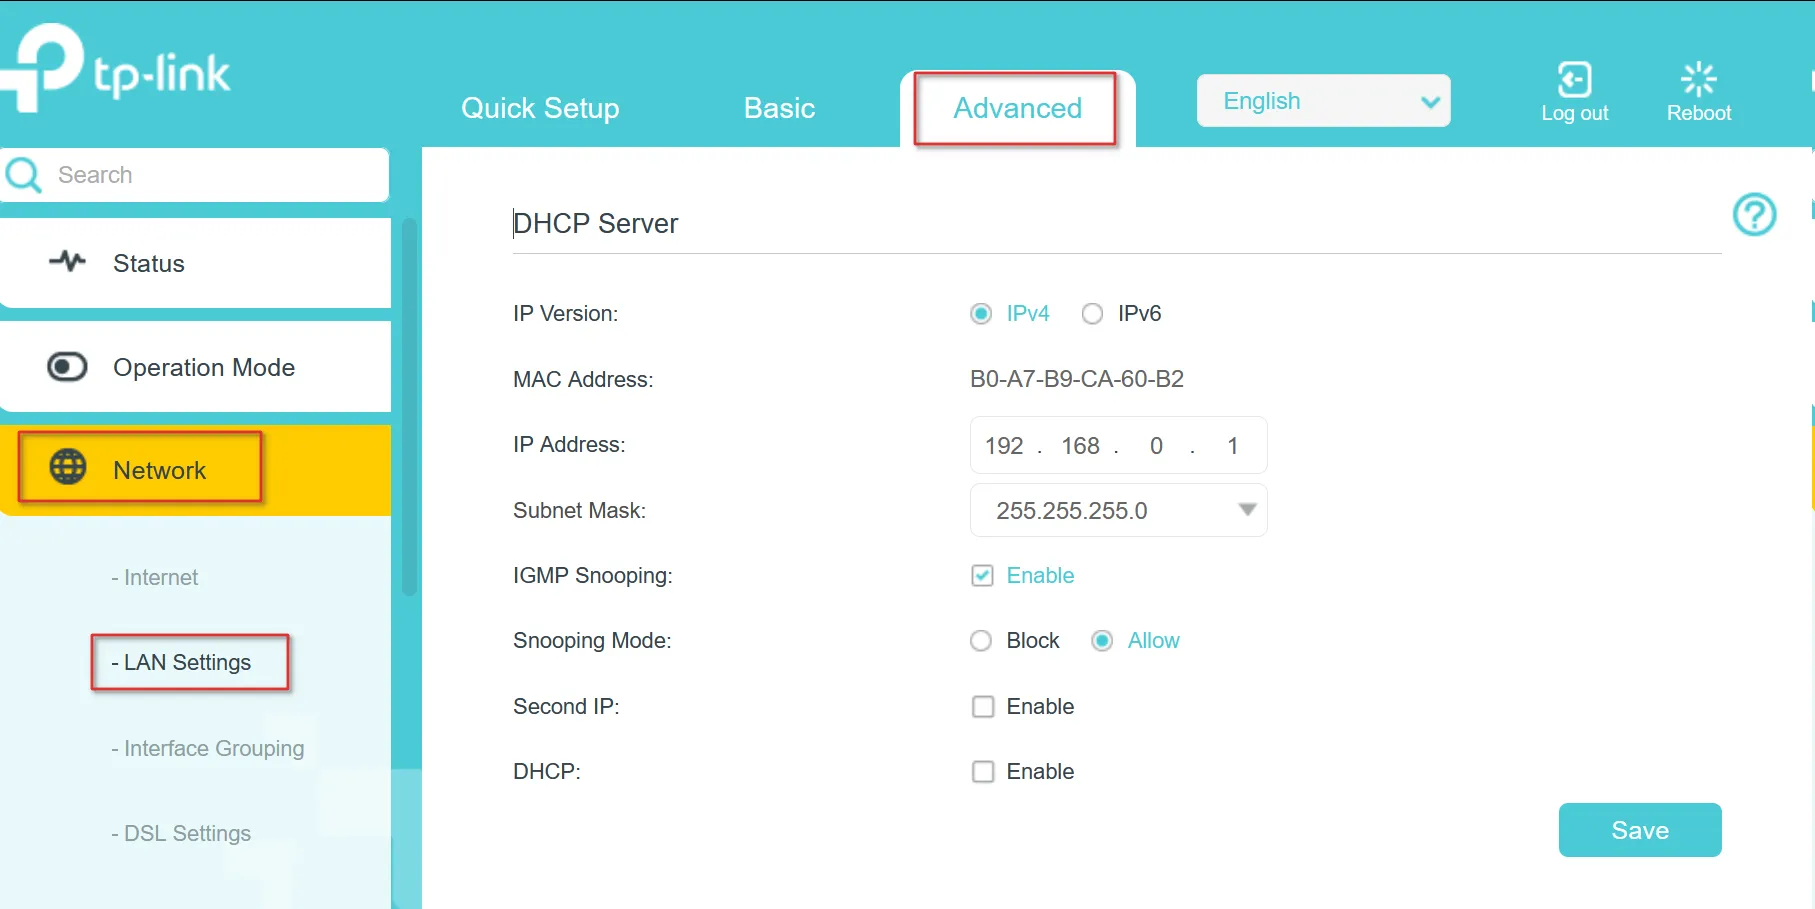 tp-link
Quick Setup Basic Advanced English Log out Reboot
Search
Status
Operation Mode
Network
- Internet
- LAN Settings
- Interface Grouping
- DSL Settings
DHCP Server
?
IP Version: IPv4 IPv6
MAC Address: B0-A7-B9-CA-60-B2
IP Address: 192 . 168 . 0 . 1
Subnet Mask: 255.255.255.0
IGMP Snooping: Enable
Snooping Mode: Block Allow
Second IP: Enable
DHCP: Enable
Save